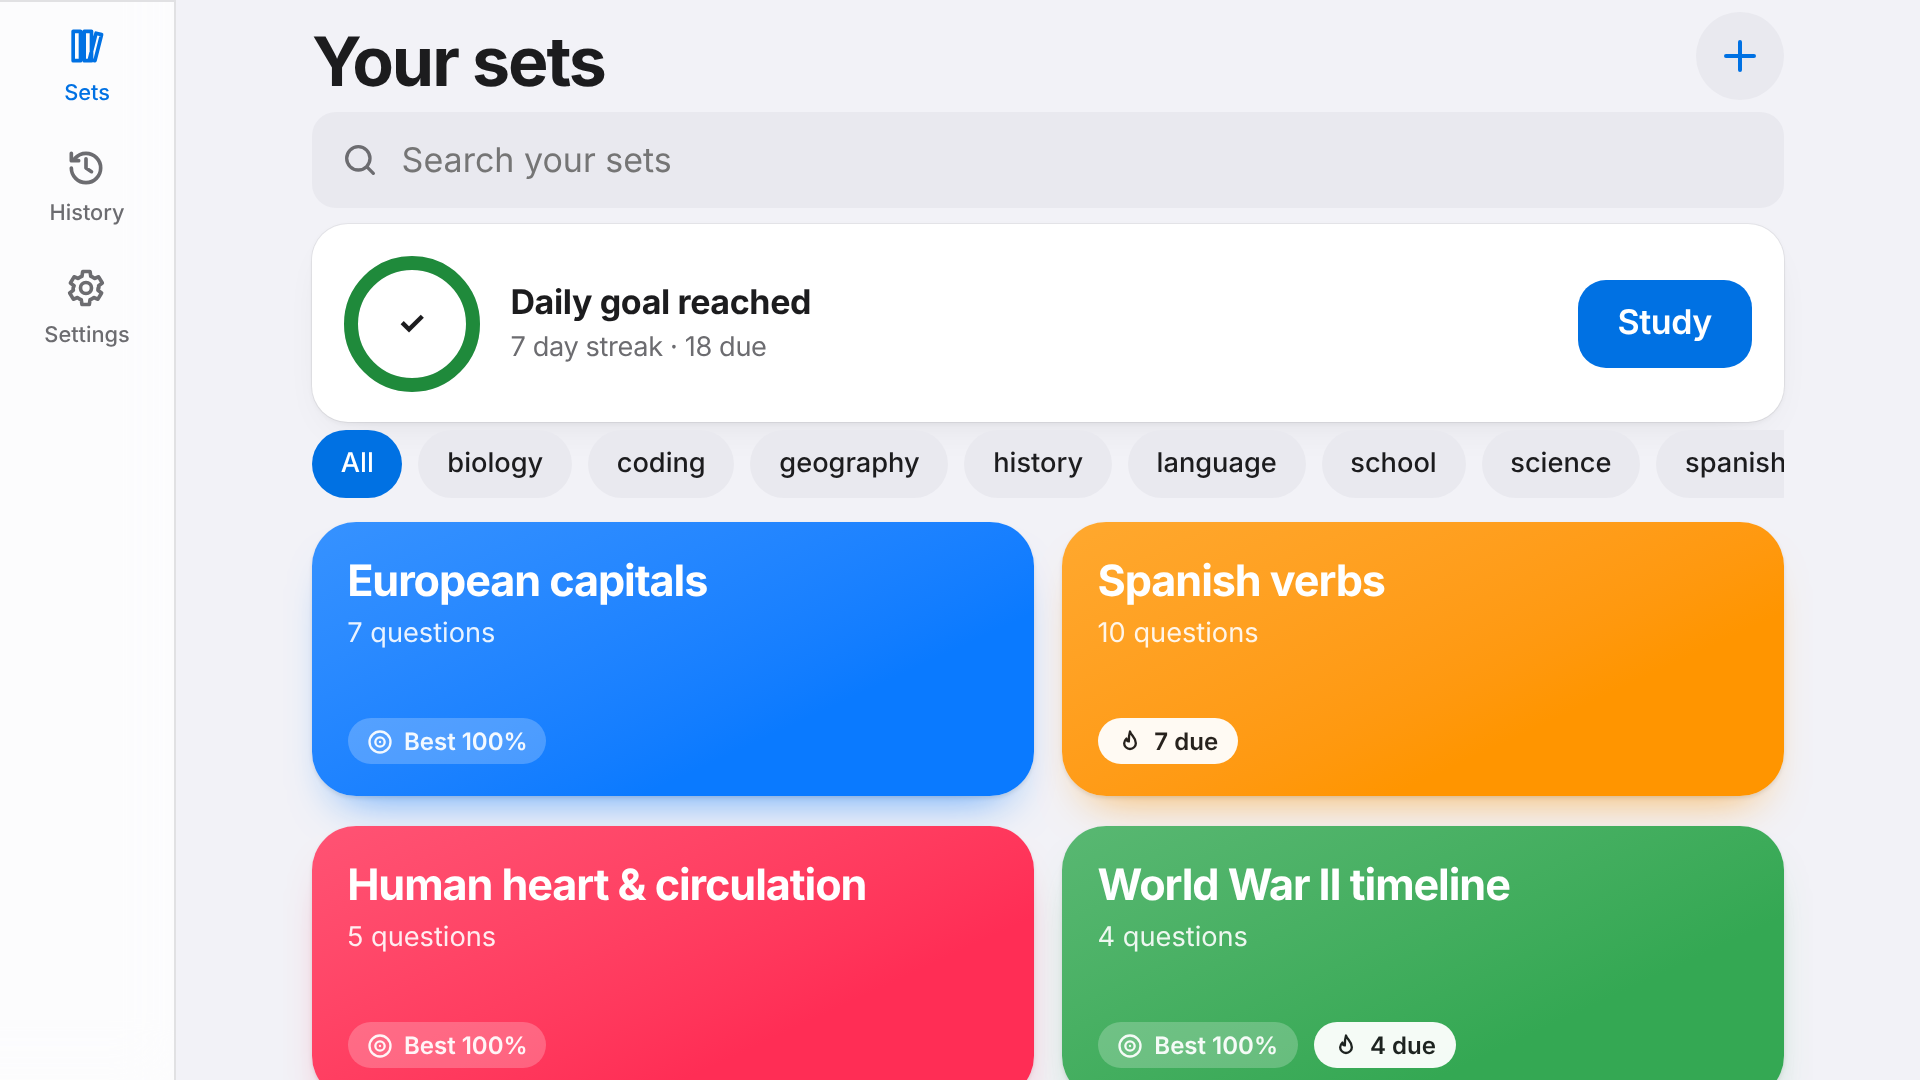 Sets
History
Settings
Your sets
Search your sets
Daily goal reached
7 day streak · 18 due
Study
All
biology
coding
geography
history
language
school
science
spanish
European capitals
7 questions
Best 100%
Spanish verbs
10 questions
7 due
Human heart & circulation
5 questions
Best 100%
World War II timeline
4 questions
Best 100%
4 due